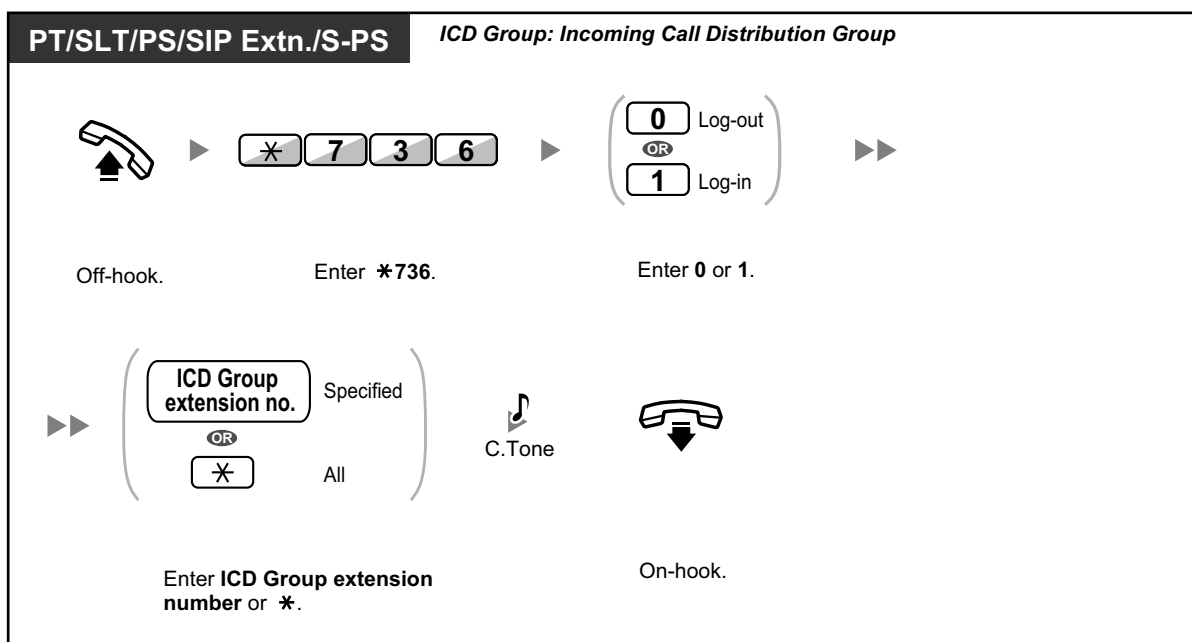 PT/SLT/PS/SIP Extn./S-PS
ICD Group: Incoming Call Distribution Group
* 7 3 6
0 Log-out
OR
1 Log-in
Off-hook.
Enter *736.
Enter 0 or 1.
ICD Group
extension no.
Specified
OR
* All
C.Tone
Enter ICD Group extension
number or *.
On-hook.